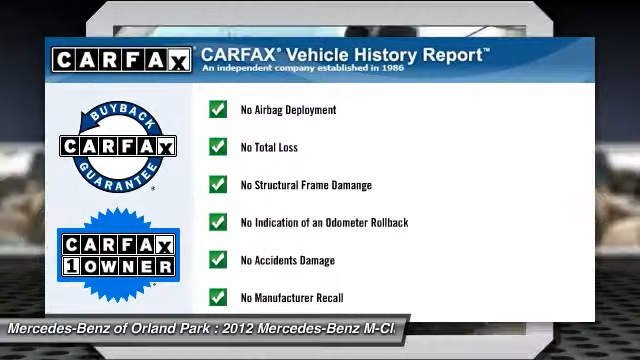 CARFAX
CARFAX® Vehicle History Report™
An independent company established in 1986
BUYBACK
CARFAX
GUARANTEE
®
CARFAX
1 OWNER
No Airbag Deployment
No Total Loss
No Structural Frame Damange
No Indication of an Odometer Rollback
No Accidents Damage
No Manufacturer Recall
Mercedes-Benz of Orland Park : 2012 Mercedes-Benz M-Cl